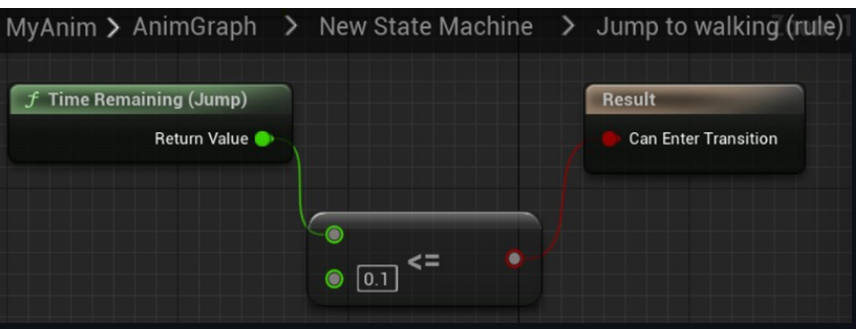 MyAnim > AnimGraph > New State Machine > Jump to walking (rule)
f Time Remaining (Jump)
Return Value
Result
Can Enter Transition
<=
0.1